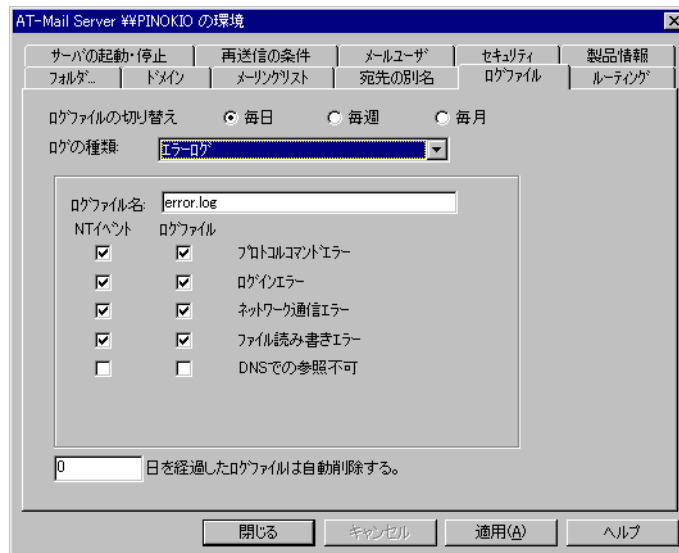 AT-Mail Server ¥¥PINOKIO の環境
サーバの起動・停止 再送信の条件 メールユーザ セキュリティ 製品情報
フォルダ... ドメイン メーリングリスト 宛先の別名 ログファイル ルーティング
ログファイルの切り替え 毎日 毎週 毎月
ログの種類: エラーログ
ログファイル名: error.log
NTイベント ログファイル
プロトコルコマンドエラー
ログインエラー
ネットワーク通信エラー
ファイル読み書きエラー
DNSでの参照不可
0 日を経過したログファイルは自動削除する。
閉じる キャンセル 適用(A) ヘルプ